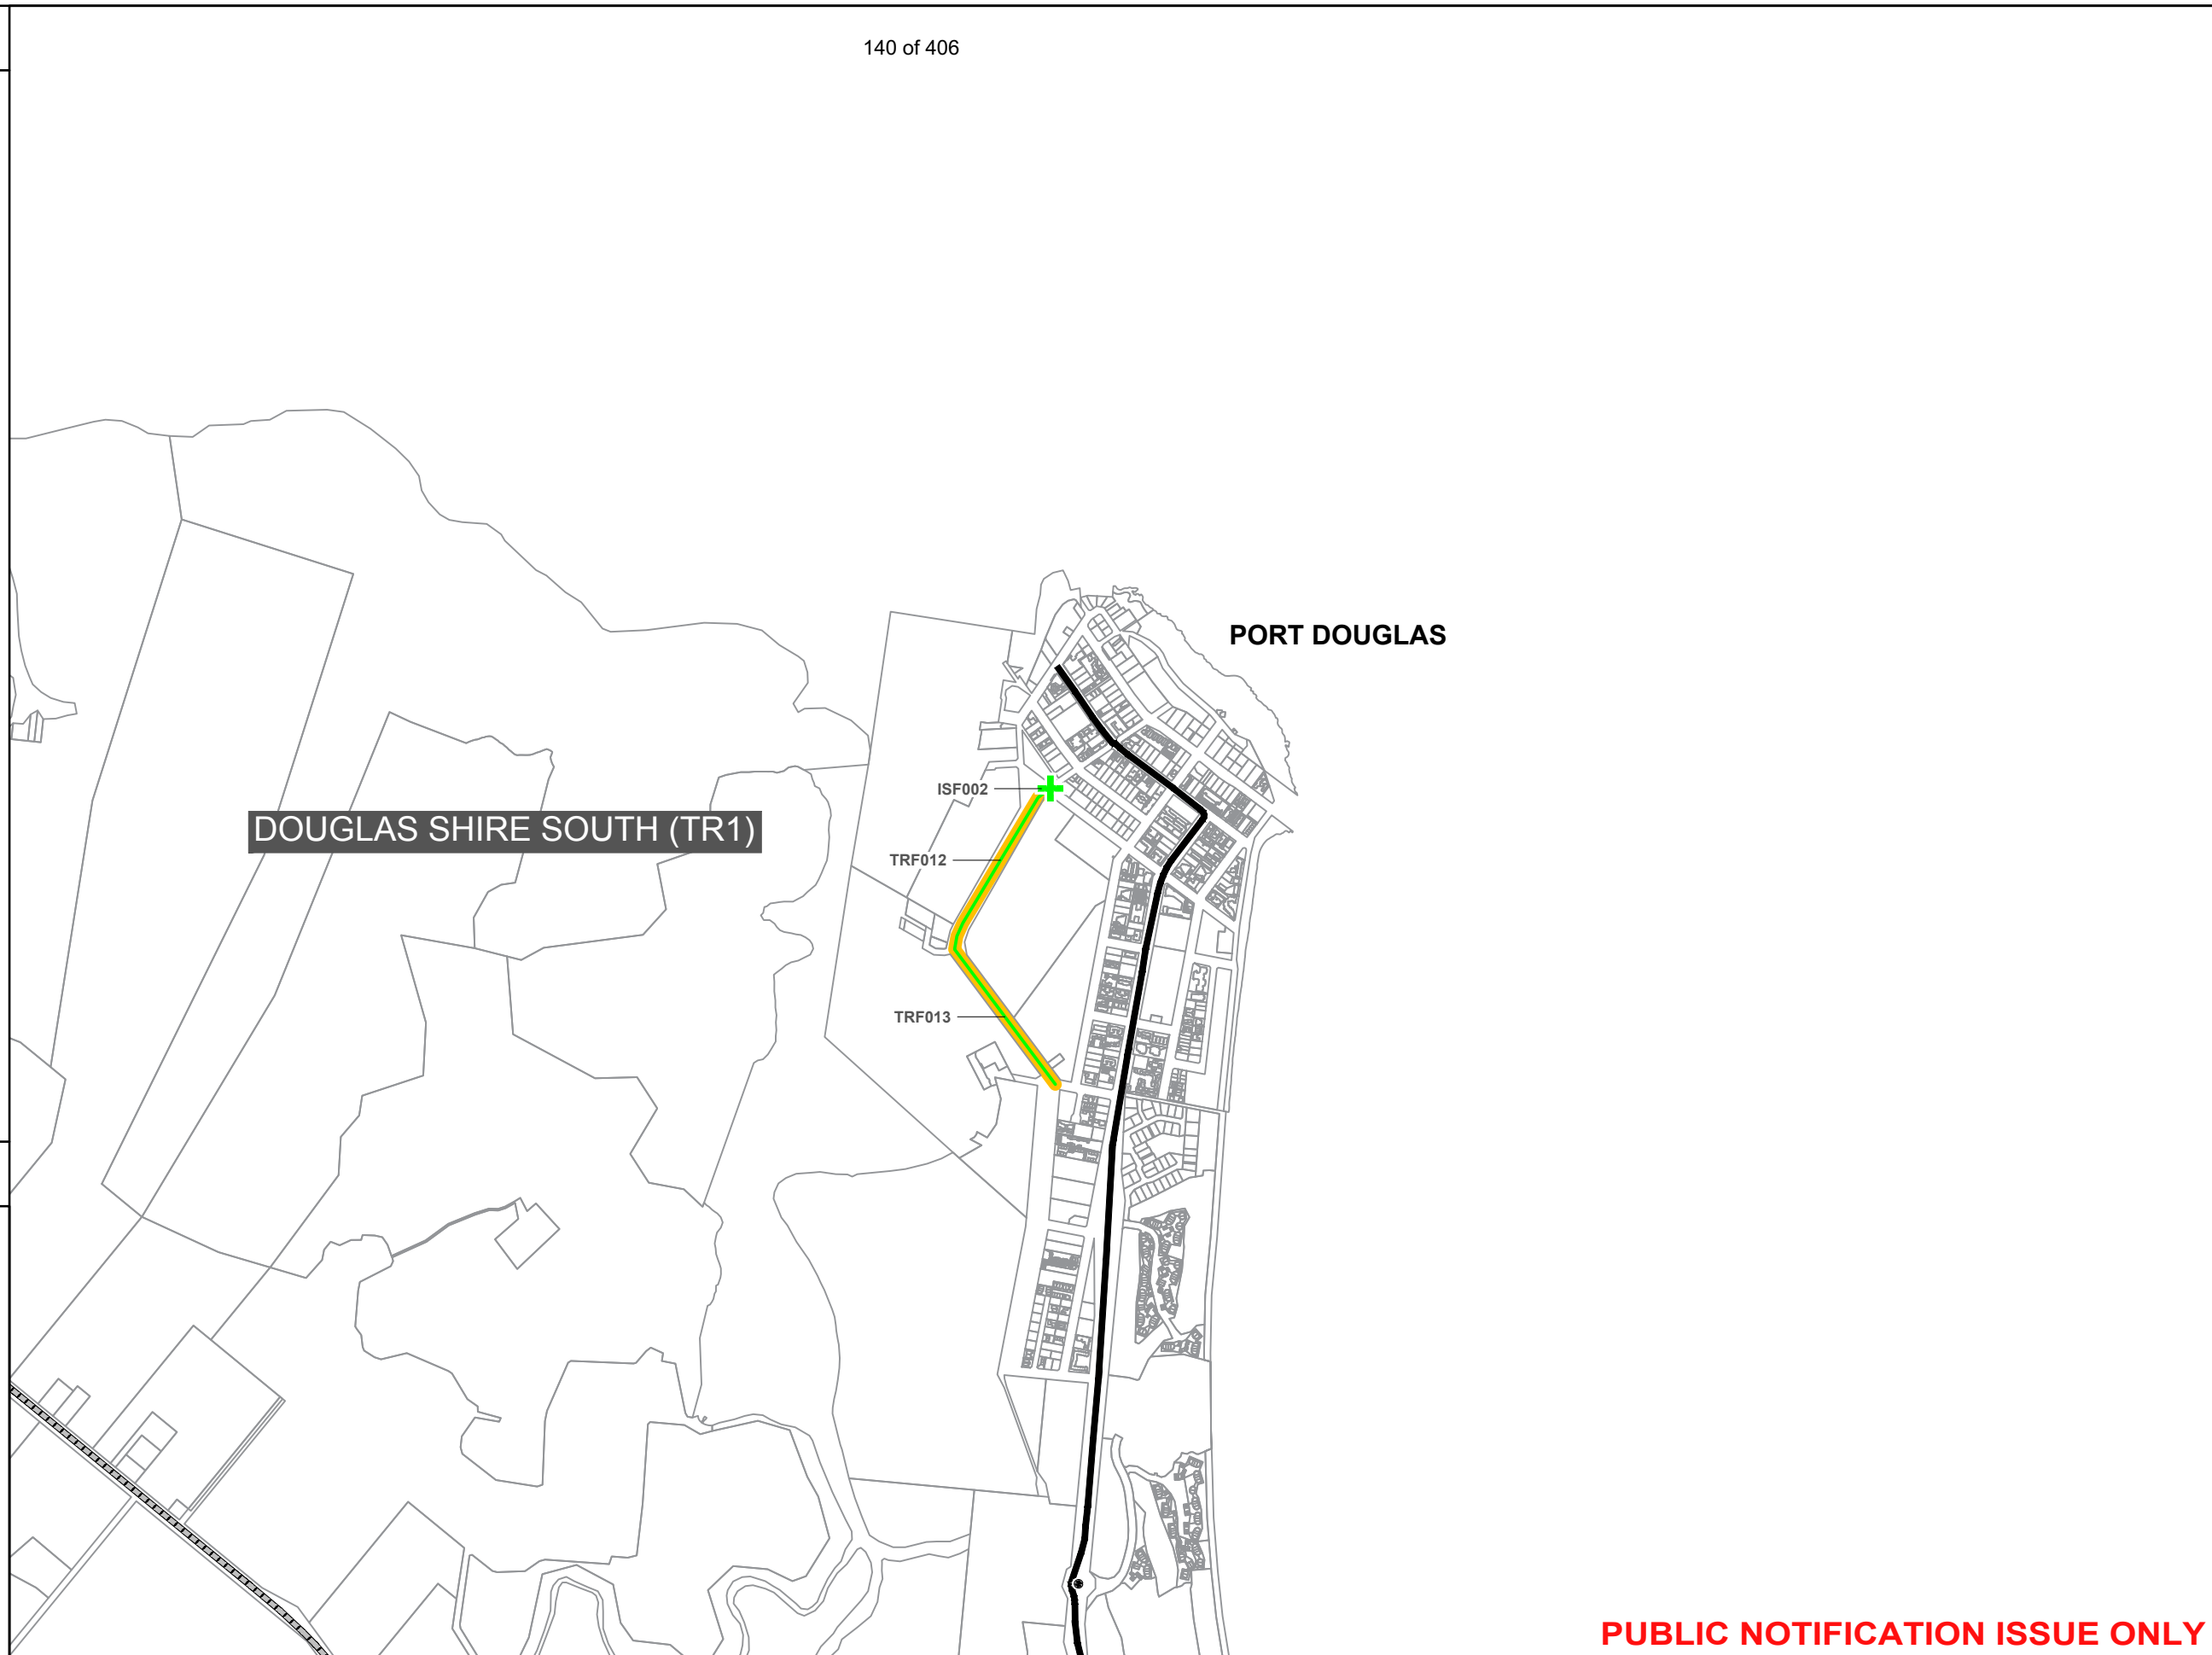 140 of 406
PORT DOUGLAS
ISF002
DOUGLAS SHIRE SOUTH (TR1)
TRF012
TRF013
PUBLIC NOTIFICATION ISSUE ONLY